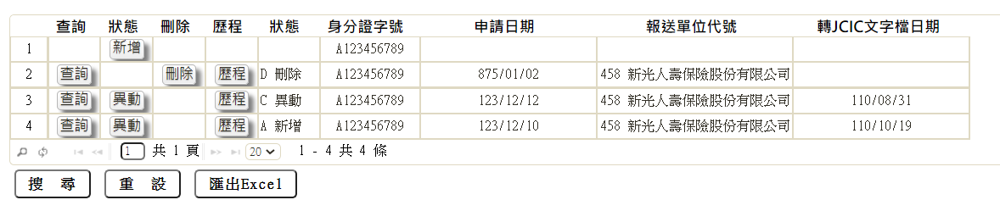 查詢 狀態 刪除 歷程 狀態 身分證字號 申請日期 報送單位代號 轉JCIC文字檔日期
1 新增 A123456789
2 查詢 刪除 歷程 D 刪除 A123456789 875/01/02 458 新光人壽保險股份有限公司
3 查詢 異動 歷程 C 異動 A123456789 123/12/12 458 新光人壽保險股份有限公司 110/08/31
4 查詢 異動 歷程 A 新增 A123456789 123/12/10 458 新光人壽保險股份有限公司 110/10/19
1 共 1 頁 20 1 - 4 共 4 條
搜 尋 重 設 匯出Excel